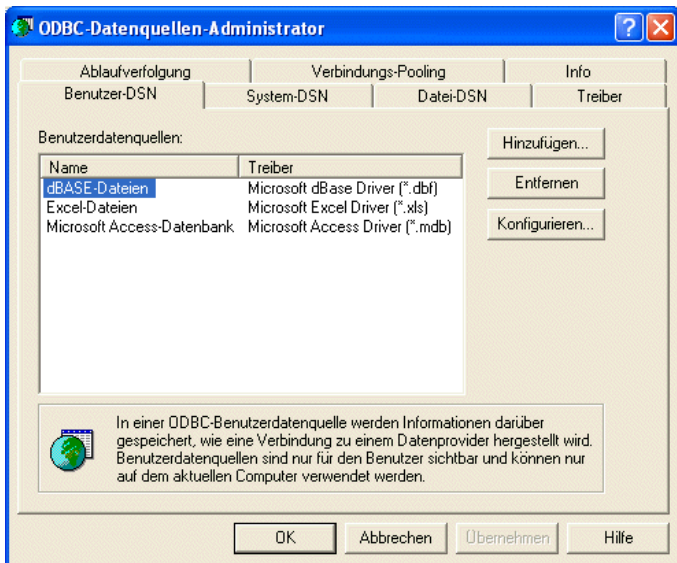 ODBC-Datenquellen-Administrator
Ablaufverfolgung Verbindungs-Pooling Info
Benutzer-DSN System-DSN Datei-DSN Treiber
Benutzerdatenquellen:
Name Treiber
dBASE-Dateien Microsoft dBase Driver (*.dbf)
Excel-Dateien Microsoft Excel Driver (*.xls)
Microsoft Access-Datenbank Microsoft Access Driver (*.mdb)
Hinzufügen...
Entfernen
Konfigurieren...
In einer ODBC-Benutzerdatenquelle werden Informationen darüber
gespeichert, wie eine Verbindung zu einem Datenprovider hergestellt wird.
Benutzerdatenquellen sind nur für den Benutzer sichtbar und können nur
auf dem aktuellen Computer verwendet werden.
OK Abbrechen Übernehmen Hilfe